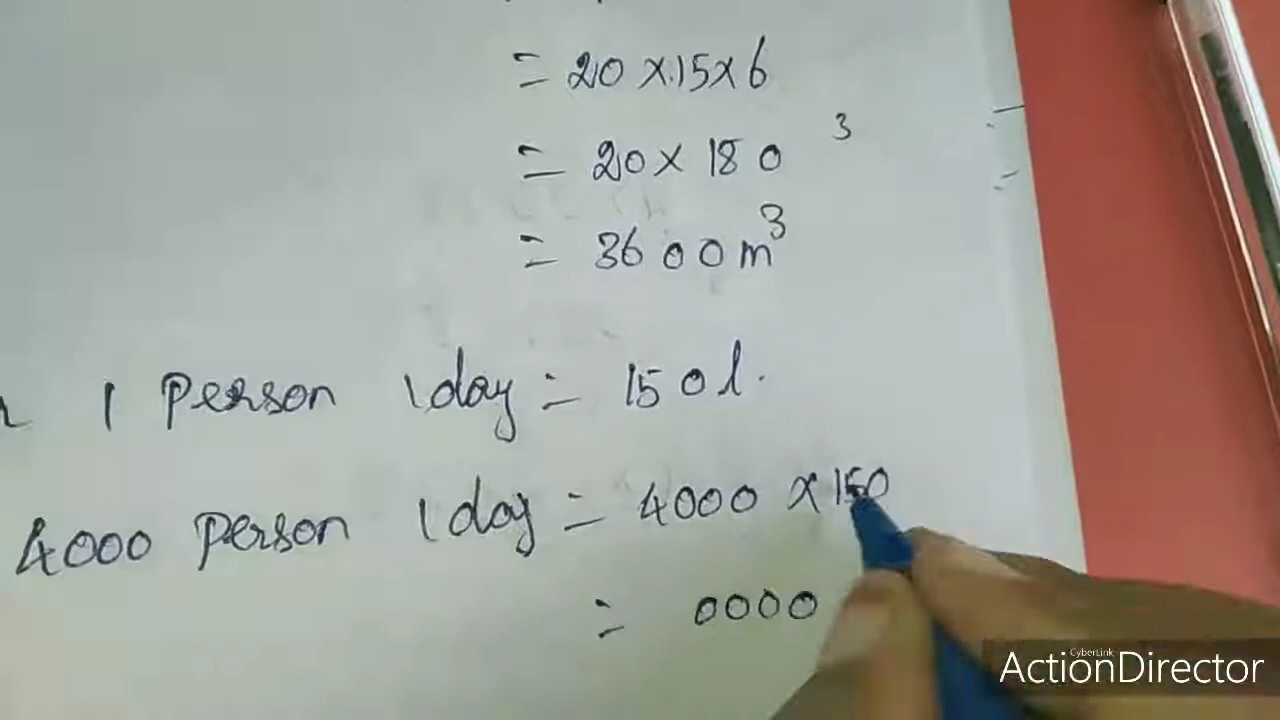 = 20 x 15 x 6
= 20 x 180 3
= 3600 m³
1 Person 1 day = 150 l.
4000 Person 1 day = 4000 x 150
= 0000
CyberLink
ActionDirector